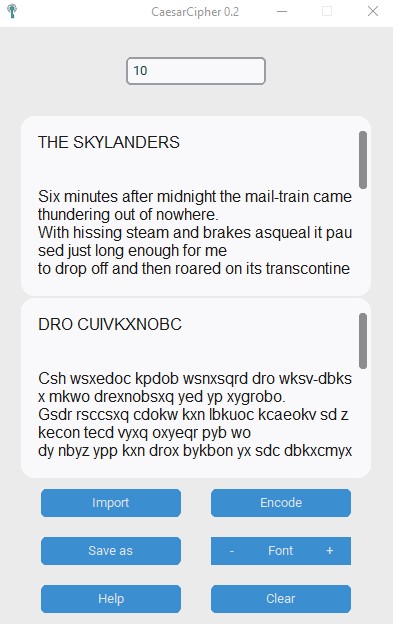 CaesarCipher 0.2
10
THE SKYLANDERS
Six minutes after midnight the mail-train came
thundering out of nowhere.
With hissing steam and brakes asqueal it pau
sed just long enough for me
to drop off and then roared on its transcontine
DRO CUIVKXNOBC
Csh wsxedoc kpdob wsnxsqrd dro wksv-dbks
x mkwo drexnobsxq yed yp xygrobo.
Gsdr rsccsxq cdokw kxn lbkuoc kcaeokv sd z
kecon tecd vyxq oxyeqr pyb wo
dy nbyz ypp kxn drox bykbon yx sdc dbkxcmyx
Import
Encode
Save as
- Font +
Help
Clear